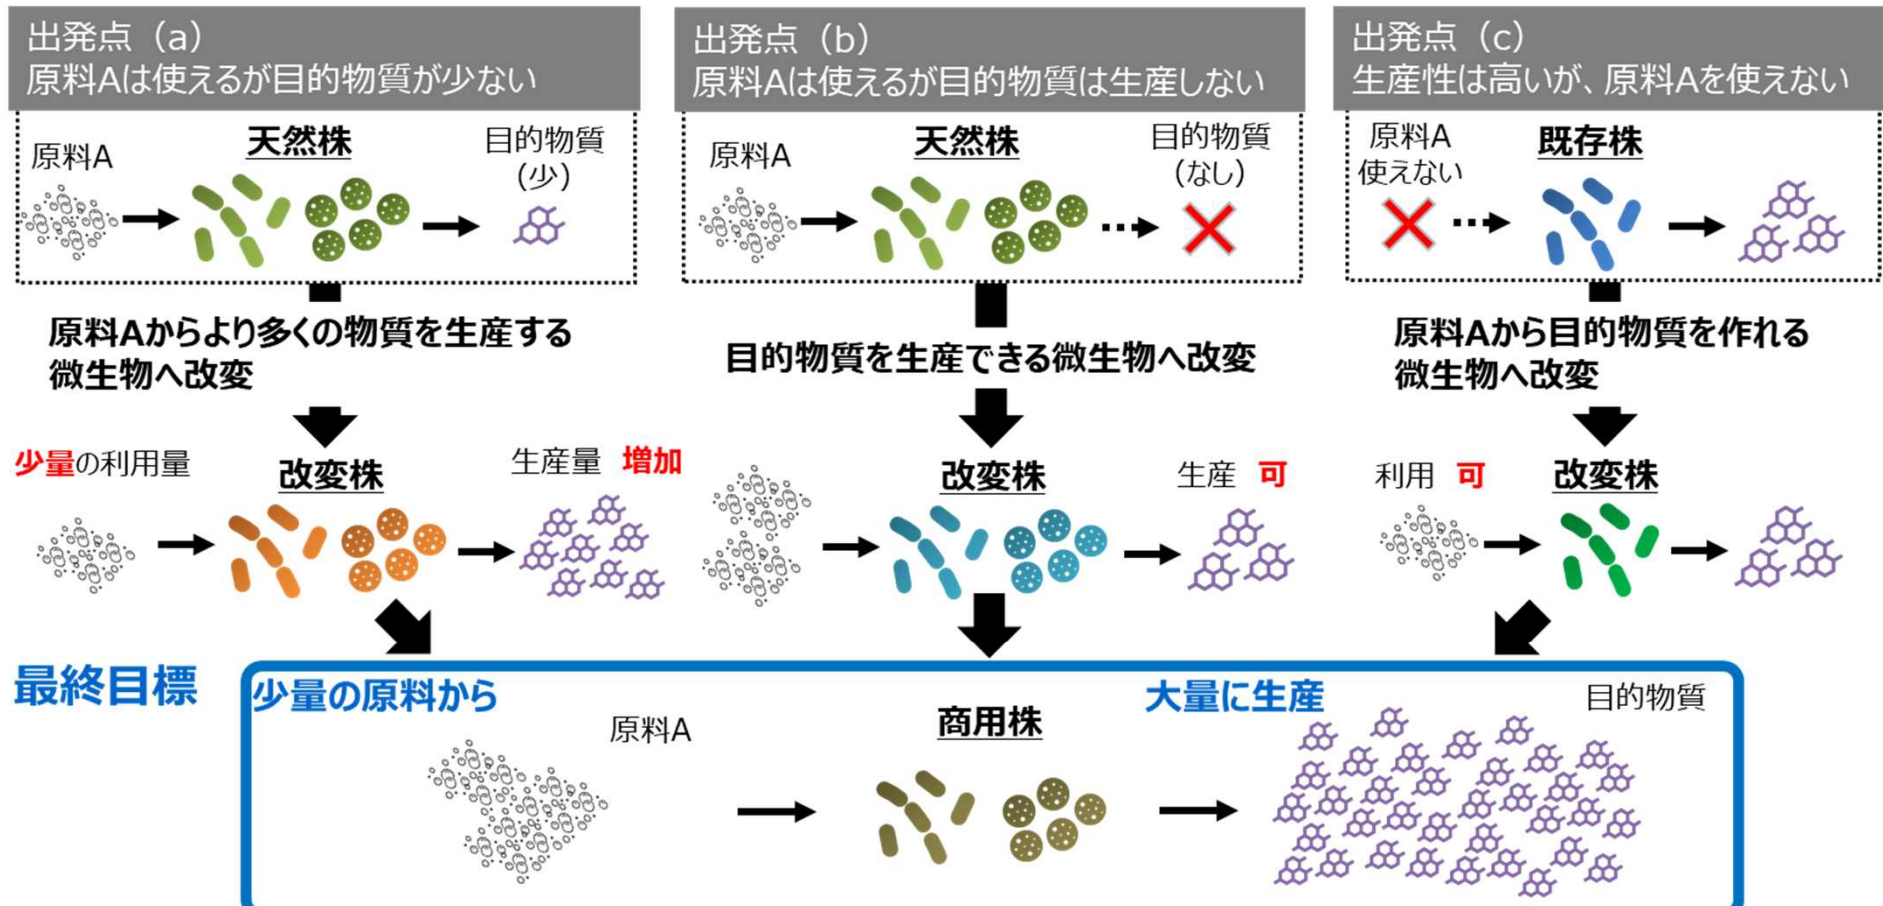 出発点（a）
原料Aは使えるが目的物質が少ない
原料A
天然株
目的物質
（少）
原料Aからより多くの物質を生産する
微生物へ改変
少量の利用量
改変株
生産量 増加
出発点（b）
原料Aは使えるが目的物質は生産しない
原料A
天然株
目的物質
（なし）
目的物質を生産できる微生物へ改変
改変株
生産 可
出発点（c）
生産性は高いが、原料Aを使えない
原料A
使えない
既存株
原料Aから目的物質を作れる
微生物へ改変
利用 可
改変株
最終目標
少量の原料から
原料A
商用株
大量に生産
目的物質